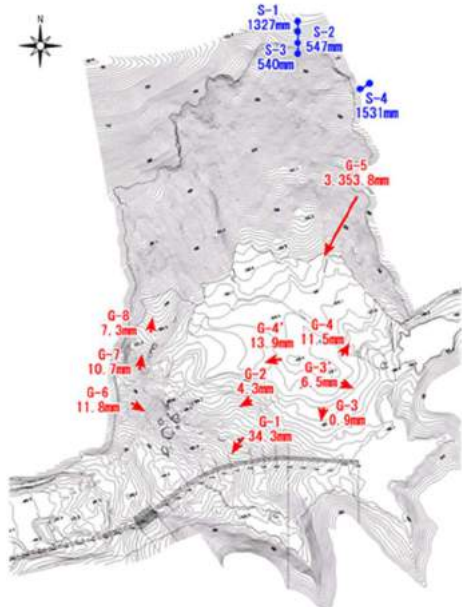 N
S-1
1327mm
S-2
547mm
S-3
540mm
S-4
1531mm
G-5
3.353.8mm
G-8
7.3mm
G-4'
13.9mm
G-4
11.5mm
G-7
10.7mm
G-2
4.3mm
G-3'
6.5mm
G-6
11.8mm
G-1
34.3mm
G-3
0.9mm